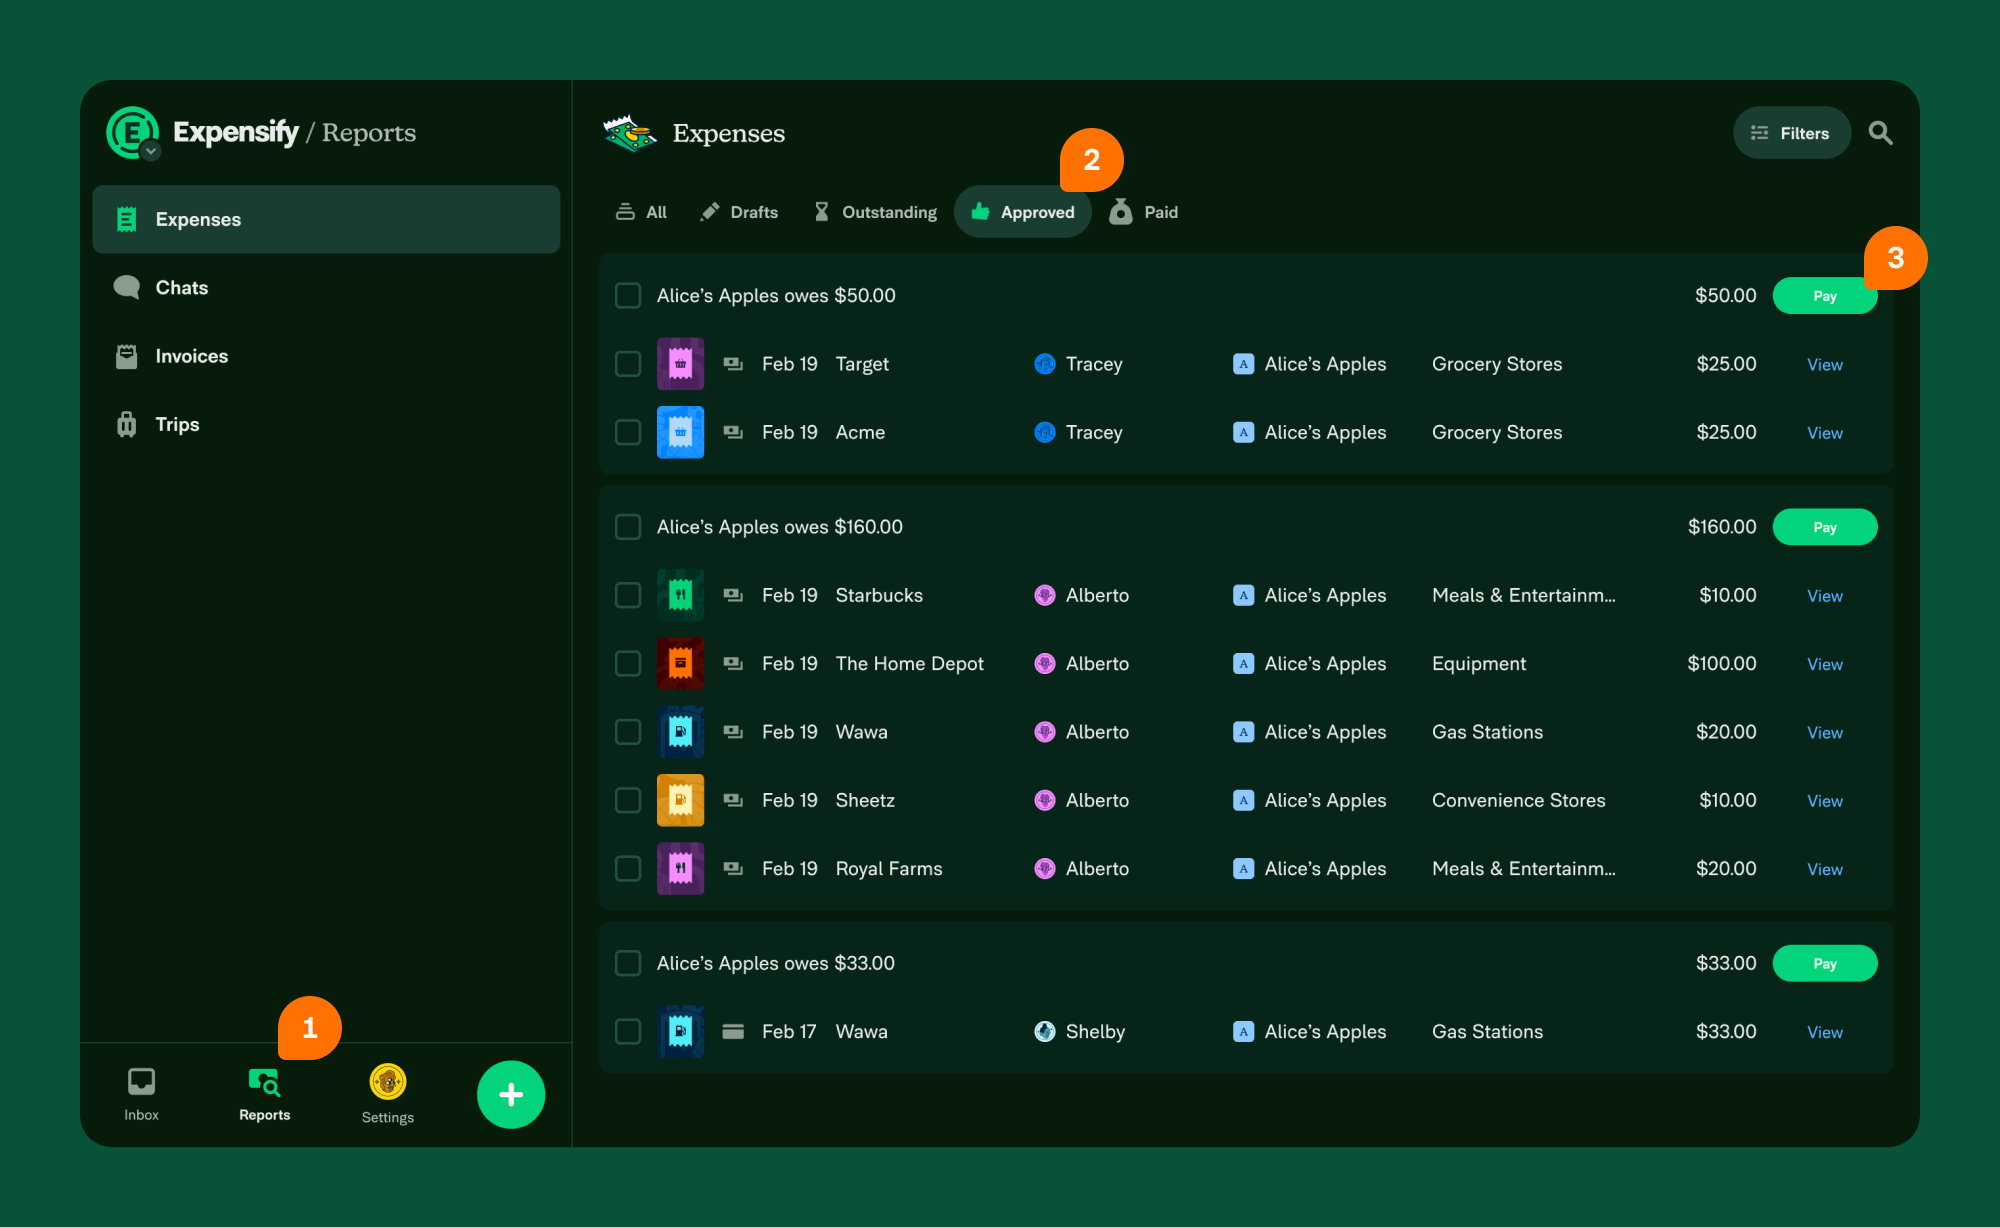 Expensify / Reports
Expenses
Chats
Invoices
Trips
1
Inbox
Reports
Settings
Expenses
2
Filters
All Drafts Outstanding Approved Paid
3
Alice's Apples owes $50.00 $50.00 Pay
Feb 19 Target Tracey A Alice's Apples Grocery Stores $25.00 View
Feb 19 Acme Tracey A Alice's Apples Grocery Stores $25.00 View
Alice's Apples owes $160.00 $160.00 Pay
Feb 19 Starbucks Alberto A Alice's Apples Meals & Entertainm... $10.00 View
Feb 19 The Home Depot Alberto A Alice's Apples Equipment $100.00 View
Feb 19 Wawa Alberto A Alice's Apples Gas Stations $20.00 View
Feb 19 Sheetz Alberto A Alice's Apples Convenience Stores $10.00 View
Feb 19 Royal Farms Alberto A Alice's Apples Meals & Entertainm... $20.00 View
Alice's Apples owes $33.00 $33.00 Pay
Feb 17 Wawa Shelby A Alice's Apples Gas Stations $33.00 View